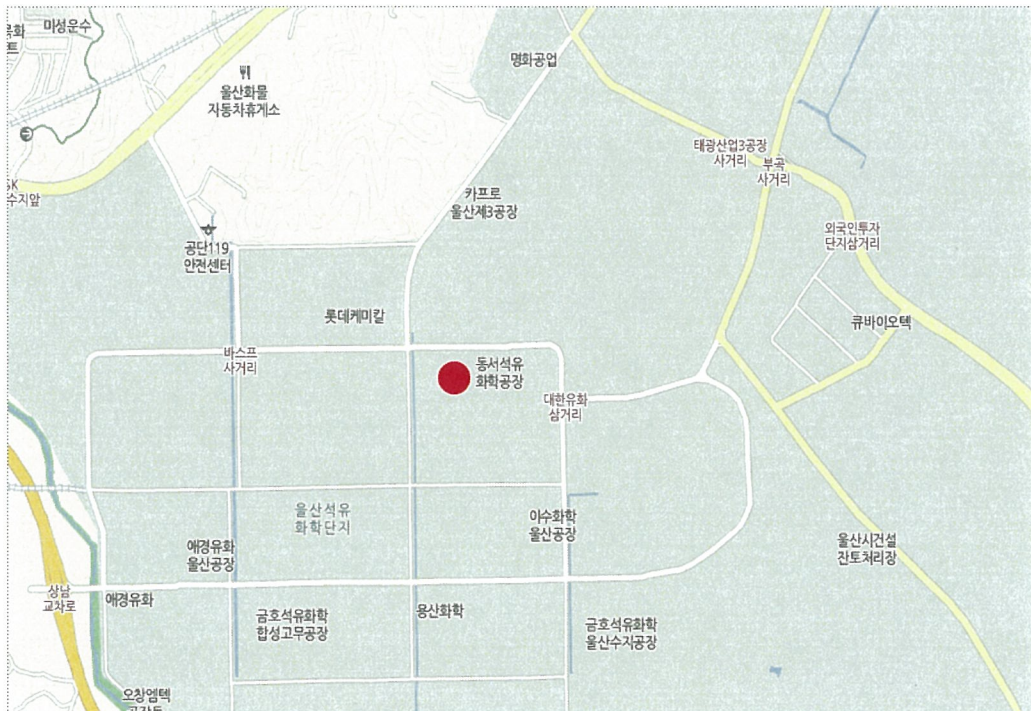 미성운수
울산화물
자동차휴게소
명화공업
태광산업3공장
사거리
부곡
사거리
SK
수지앞
카프로
울산제3공장
외국인투자
단지삼거리
공단119
안전센터
롯데케미칼
큐바이오텍
바스프
사거리
동서석유
화학공장
대한유화
삼거리
울산석유
화학단지
이수화학
울산공장
애경유화
울산공장
울산시건설
잔토처리장
상남
교차로
애경유화
금호석유화학
합성고무공장
용산화학
금호석유화학
울산수지공장
오창엠텍